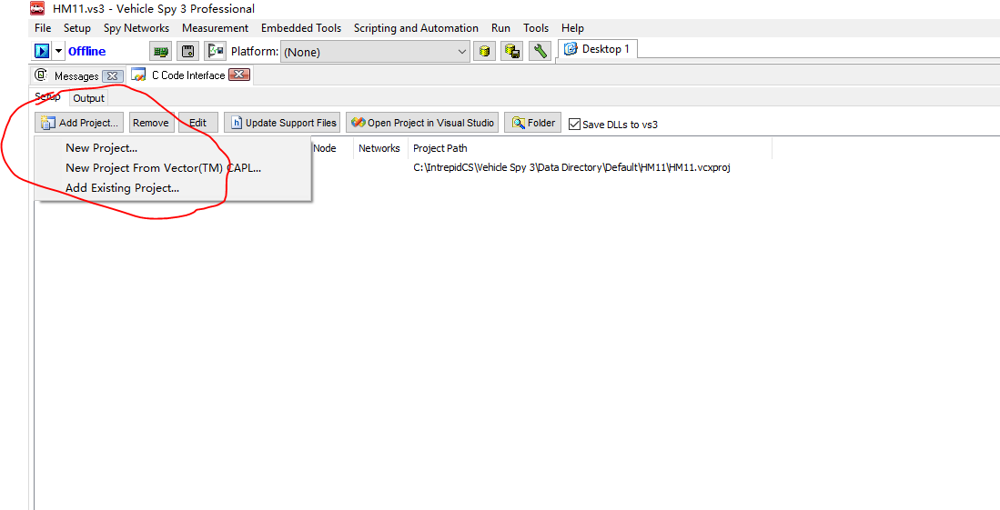 HM11.vs3 - Vehicle Spy 3 Professional
File Setup Spy Networks Measurement Embedded Tools Scripting and Automation Run Tools Help
Offline Platform: (None) Desktop 1
Messages C Code Interface
Setup Output
Add Project... Remove Edit Update Support Files Open Project in Visual Studio Folder Save DLLs to vs3
Node Networks Project Path
New Project...
New Project From Vector(TM) CAPL...
Add Existing Project...
C:\IntrepidCS\Vehicle Spy 3\Data Directory\Default\HM11\HM11.vcxproj